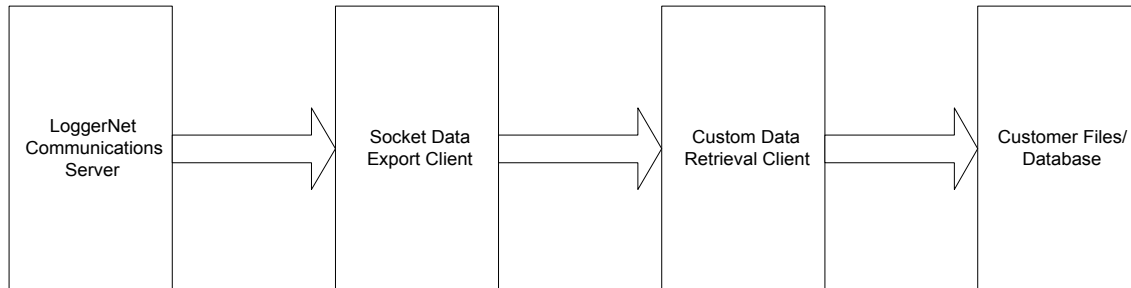 LoggerNet
Communications
Server
Socket Data
Export Client
Custom Data
Retrieval Client
Customer Files/
Database